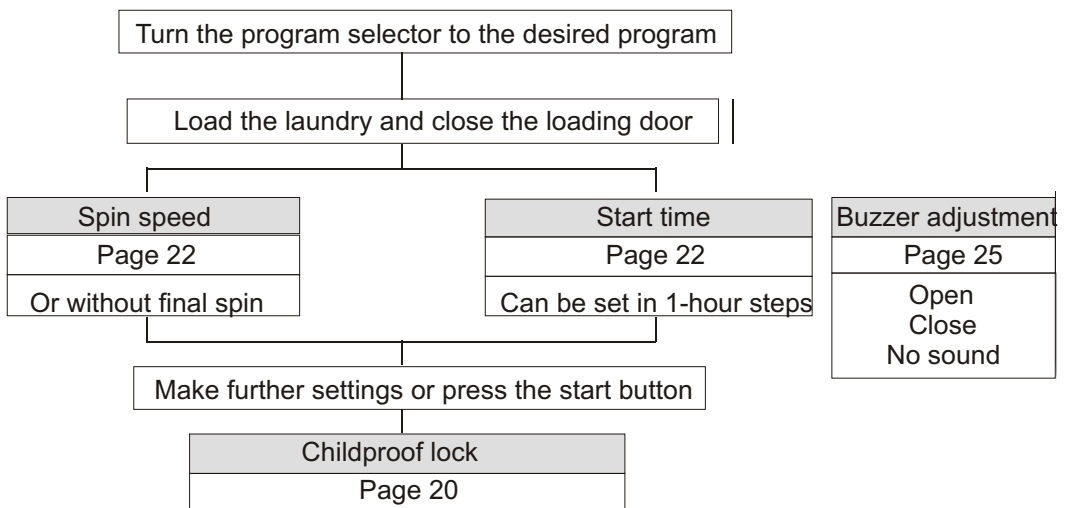 Turn the program selector to the desired program
Load the laundry and close the loading door
Spin speed
Page 22
Or without final spin
Start time
Page 22
Can be set in 1-hour steps
Buzzer adjustment
Page 25
Open
Close
No sound
Make further settings or press the start button
Childproof lock
Page 20